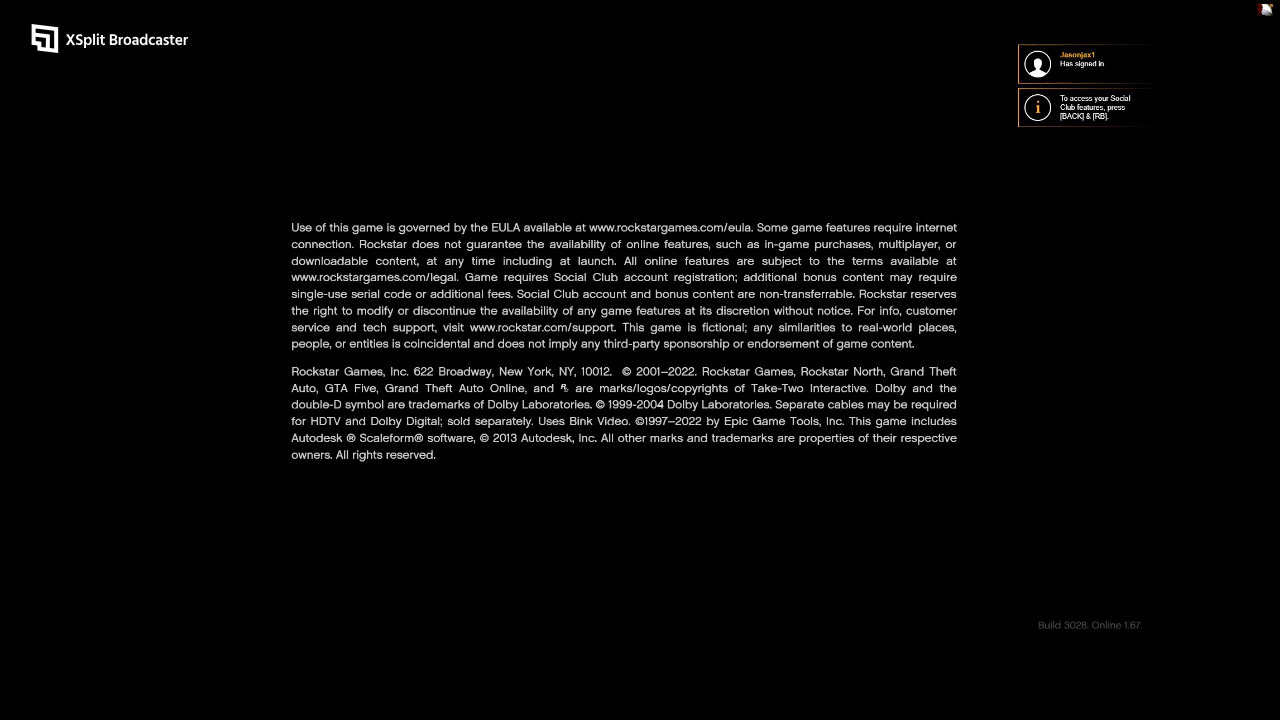 XSplit Broadcaster
Jasonjax1
Has signed in
To access your Social
Club features, press
[BACK] & [RB].
Use of this game is governed by the EULA available at www.rockstargames.com/eula. Some game features require internet
connection. Rockstar does not guarantee the availability of online features, such as in-game purchases, multiplayer, or
downloadable content, at any time including at launch. All online features are subject to the terms available at
www.rockstargames.com/legal. Game requires Social Club account registration; additional bonus content may require
single-use serial code or additional fees. Social Club account and bonus content are non-transferrable. Rockstar reserves
the right to modify or discontinue the availability of any game features at its discretion without notice. For info, customer
service and tech support, visit www.rockstar.com/support. This game is fictional; any similarities to real-world places,
people, or entities is coincidental and does not imply any third-party sponsorship or endorsement of game content.
Rockstar Games, Inc. 622 Broadway, New York, NY, 10012. © 2001–2022. Rockstar Games, Rockstar North, Grand Theft
Auto, GTA Five, Grand Theft Auto Online, and are marks/logos/copyrights of Take-Two Interactive. Dolby and the
double-D symbol are trademarks of Dolby Laboratories. © 1999-2004 Dolby Laboratories. Separate cables may be required
for HDTV and Dolby Digital; sold separately. Uses Bink Video. ©1997–2022 by Epic Game Tools, Inc. This game includes
Autodesk ® Scaleform® software, © 2013 Autodesk, Inc. All other marks and trademarks are properties of their respective
owners. All rights reserved.
Build 3028. Online 1.67.